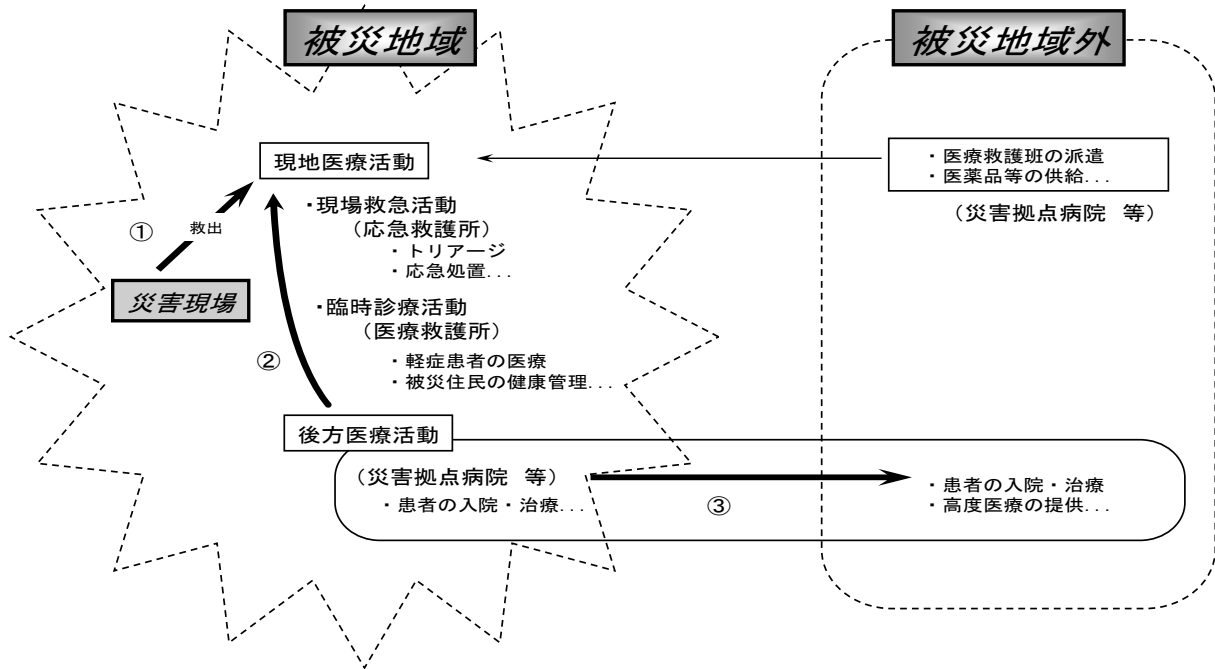 被災地域
被災地域外
現地医療活動
・医療救護班の派遣
・医薬品等の供給...
(災害拠点病院 等)
①
救出
災害現場
・現場救急活動
(応急救護所)
・トリアージ
・応急処置...
・臨時診療活動
(医療救護所)
・軽症患者の医療
・被災住民の健康管理...
②
後方医療活動
(災害拠点病院 等)
・患者の入院・治療...
③
・患者の入院・治療
・高度医療の提供...